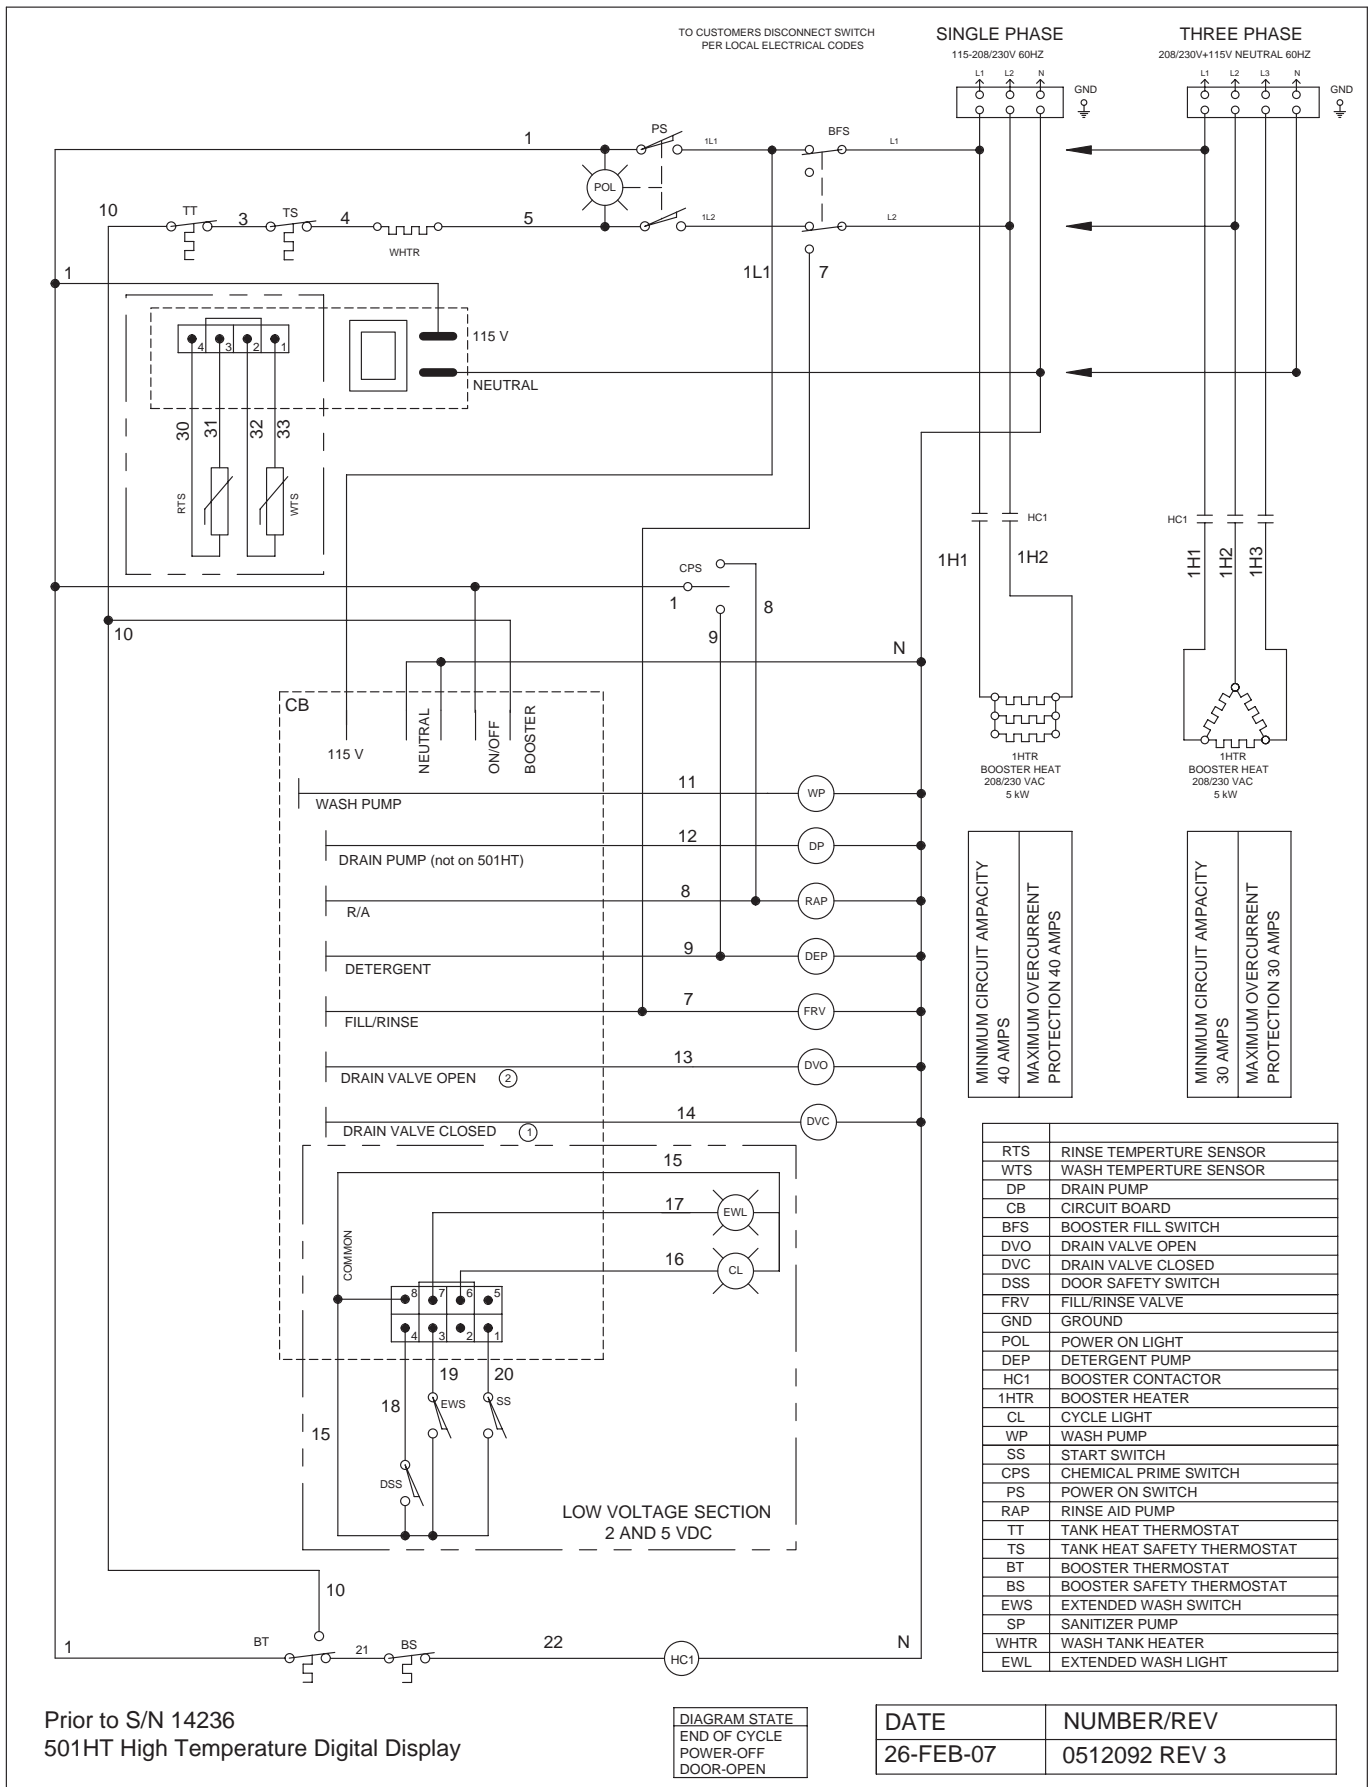 TO CUSTOMERS DISCONNECT SWITCH
PER LOCAL ELECTRICAL CODES
SINGLE PHASE
115-208/230V 60HZ
L1 L2 N
GND
THREE PHASE
208/230V+115V NEUTRAL 60HZ
L1 L2 L3 N
GND
1
PS
1L1
BFS
L1
POL
10
TT
3
TS
4
WHTR
5
1L2
L2
1L1
7
1
115 V
NEUTRAL
4 3 2 1
30
31
32
33
RTS
WTS
HC1
1H1
1H2
HC1
1H1
1H2
1H3
CPS
1
8
9
10
N
CB
115 V
NEUTRAL
ON/OFF
BOOSTER
1HTR
BOOSTER HEAT
208/230 VAC
5 kW
1HTR
BOOSTER HEAT
208/230 VAC
5 kW
WASH PUMP
11
WP
DRAIN PUMP (not on 501HT)
12
DP
R/A
8
RAP
DETERGENT
9
DEP
FILL/RINSE
7
FRV
DRAIN VALVE OPEN 2
13
DVO
DRAIN VALVE CLOSED 1
14
DVC
MINIMUM CIRCUIT AMPACITY
40 AMPS
MAXIMUM OVERCURRENT
PROTECTION 40 AMPS
MINIMUM CIRCUIT AMPACITY
30 AMPS
MAXIMUM OVERCURRENT
PROTECTION 30 AMPS
15
17
EWL
16
CL
COMMON
8 7 6 5
4 3 2 1
18
19
20
EWS
SS
15
DSS
LOW VOLTAGE SECTION
2 AND 5 VDC
RTS RINSE TEMPERTURE SENSOR
WTS WASH TEMPERTURE SENSOR
DP DRAIN PUMP
CB CIRCUIT BOARD
BFS BOOSTER FILL SWITCH
DVO DRAIN VALVE OPEN
DVC DRAIN VALVE CLOSED
DSS DOOR SAFETY SWITCH
FRV FILL/RINSE VALVE
GND GROUND
POL POWER ON LIGHT
DEP DETERGENT PUMP
HC1 BOOSTER CONTACTOR
1HTR BOOSTER HEATER
CL CYCLE LIGHT
WP WASH PUMP
SS START SWITCH
CPS CHEMICAL PRIME SWITCH
PS POWER ON SWITCH
RAP RINSE AID PUMP
TT TANK HEAT THERMOSTAT
TS TANK HEAT SAFETY THERMOSTAT
BT BOOSTER THERMOSTAT
BS BOOSTER SAFETY THERMOSTAT
EWS EXTENDED WASH SWITCH
SP SANITIZER PUMP
WHTR WASH TANK HEATER
EWL EXTENDED WASH LIGHT
10
1
BT
21
BS
22
HC1
N
Prior to S/N 14236
501HT High Temperature Digital Display
DIAGRAM STATE
END OF CYCLE
POWER-OFF
DOOR-OPEN
DATE NUMBER/REV
26-FEB-07 0512092 REV 3